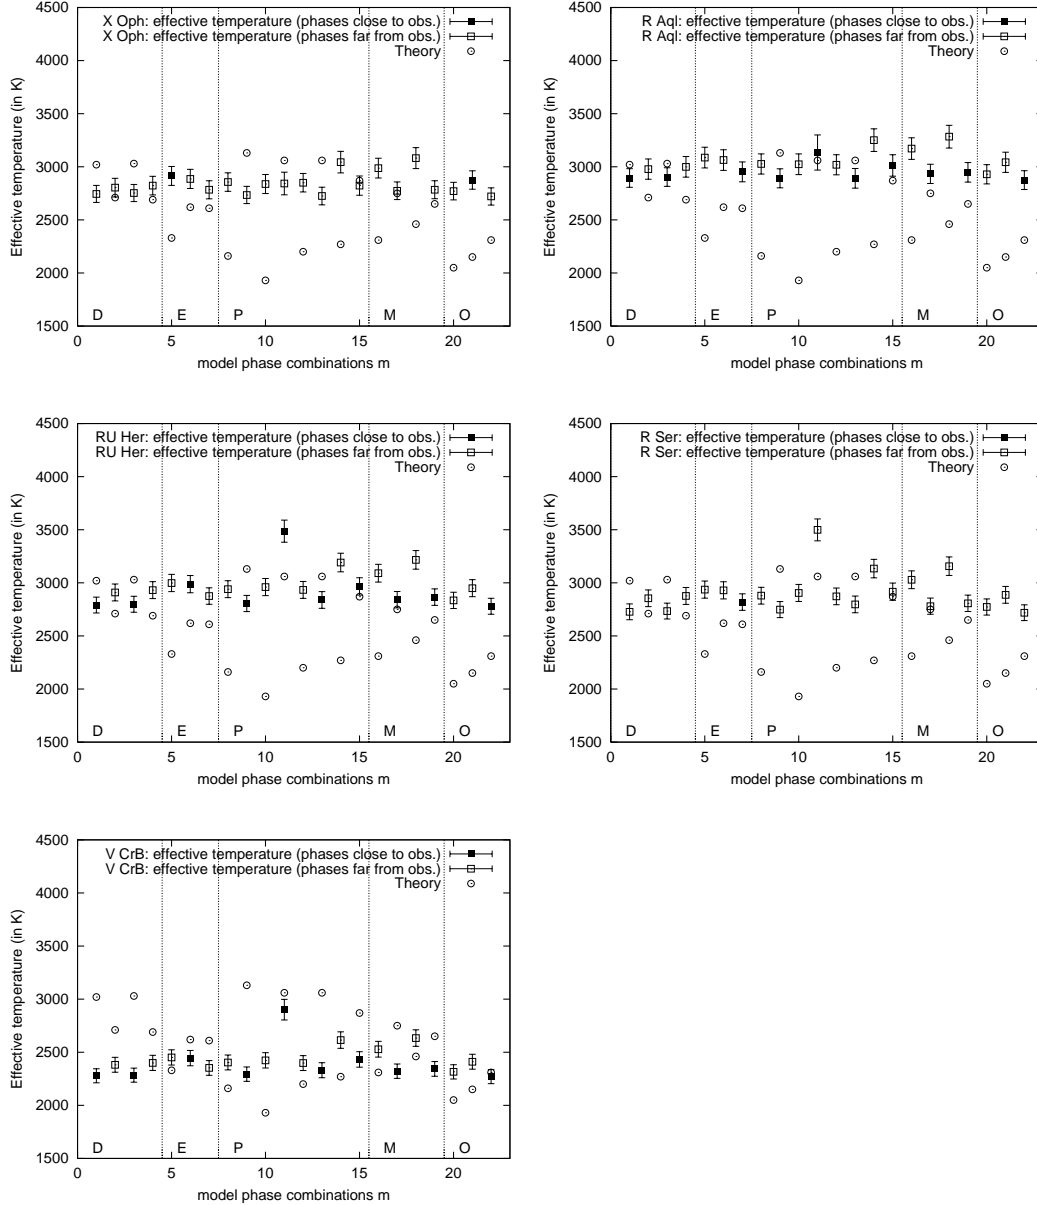 X Oph: effective temperature (phases close to obs.)
X Oph: effective temperature (phases far from obs.)
Theory
Effective temperature (in K)
4500
4000
3500
3000
2500
2000
1500
D E P M O
0 5 10 15 20
model phase combinations m
R Aql: effective temperature (phases close to obs.)
R Aql: effective temperature (phases far from obs.)
Theory
Effective temperature (in K)
4500
4000
3500
3000
2500
2000
1500
D E P M O
0 5 10 15 20
model phase combinations m
RU Her: effective temperature (phases close to obs.)
RU Her: effective temperature (phases far from obs.)
Theory
Effective temperature (in K)
4500
4000
3500
3000
2500
2000
1500
D E P M O
0 5 10 15 20
model phase combinations m
R Ser: effective temperature (phases close to obs.)
R Ser: effective temperature (phases far from obs.)
Theory
Effective temperature (in K)
4500
4000
3500
3000
2500
2000
1500
D E P M O
0 5 10 15 20
model phase combinations m
V CrB: effective temperature (phases close to obs.)
V CrB: effective temperature (phases far from obs.)
Theory
Effective temperature (in K)
4500
4000
3500
3000
2500
2000
1500
D E P M O
0 5 10 15 20
model phase combinations m